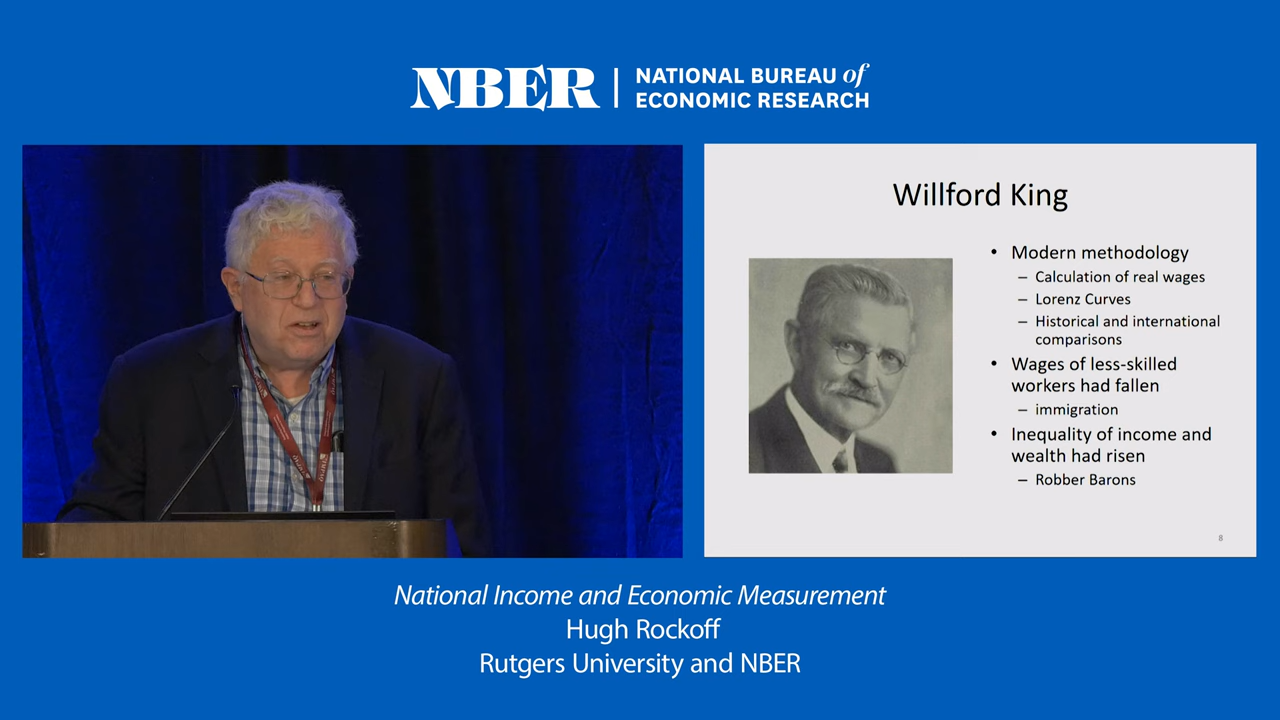 NBER | NATIONAL BUREAU of
ECONOMIC RESEARCH
Willford King
• Modern methodology
– Calculation of real wages
– Lorenz Curves
– Historical and international
comparisons
• Wages of less-skilled
workers had fallen
– immigration
• Inequality of income and
wealth had risen
– Robber Barons
8
National Income and Economic Measurement
Hugh Rockoff
Rutgers University and NBER